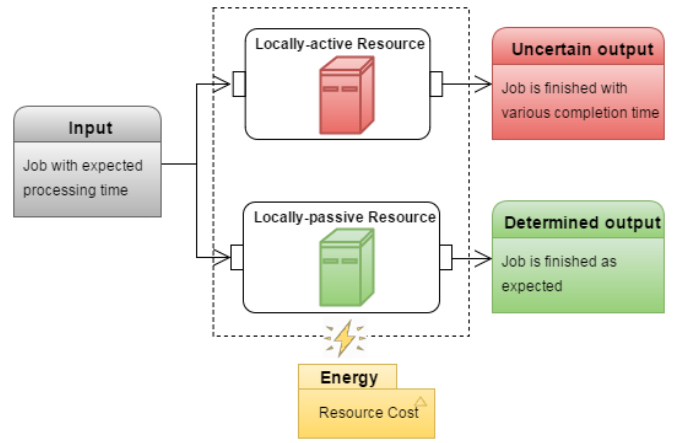 Locally-active Resource
Uncertain output
Job is finished with
various completion time
Input
Job with expected
processing time
Locally-passive Resource
Determined output
Job is finished as
expected
Energy
Resource Cost